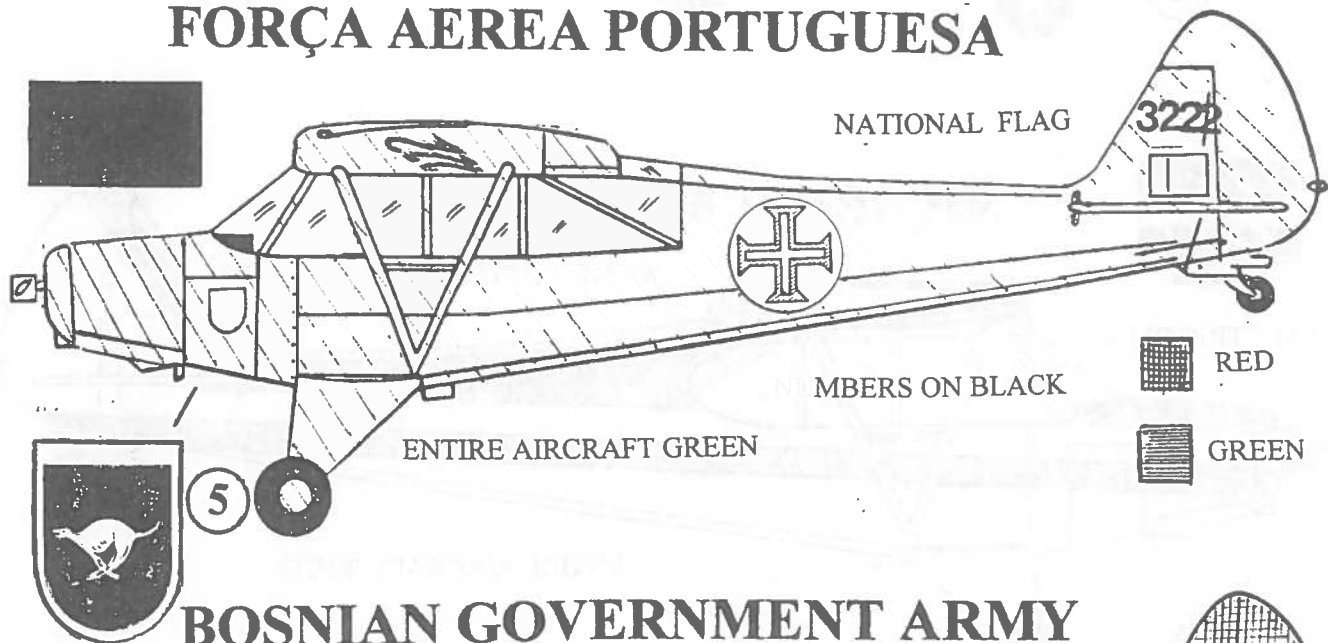 FORÇA AEREA PORTUGUESA
NATIONAL FLAG
3222
RED
MBERS ON BLACK
ENTIRE AIRCRAFT GREEN
GREEN
5
BOSNIAN GOVERNMENT ARMY